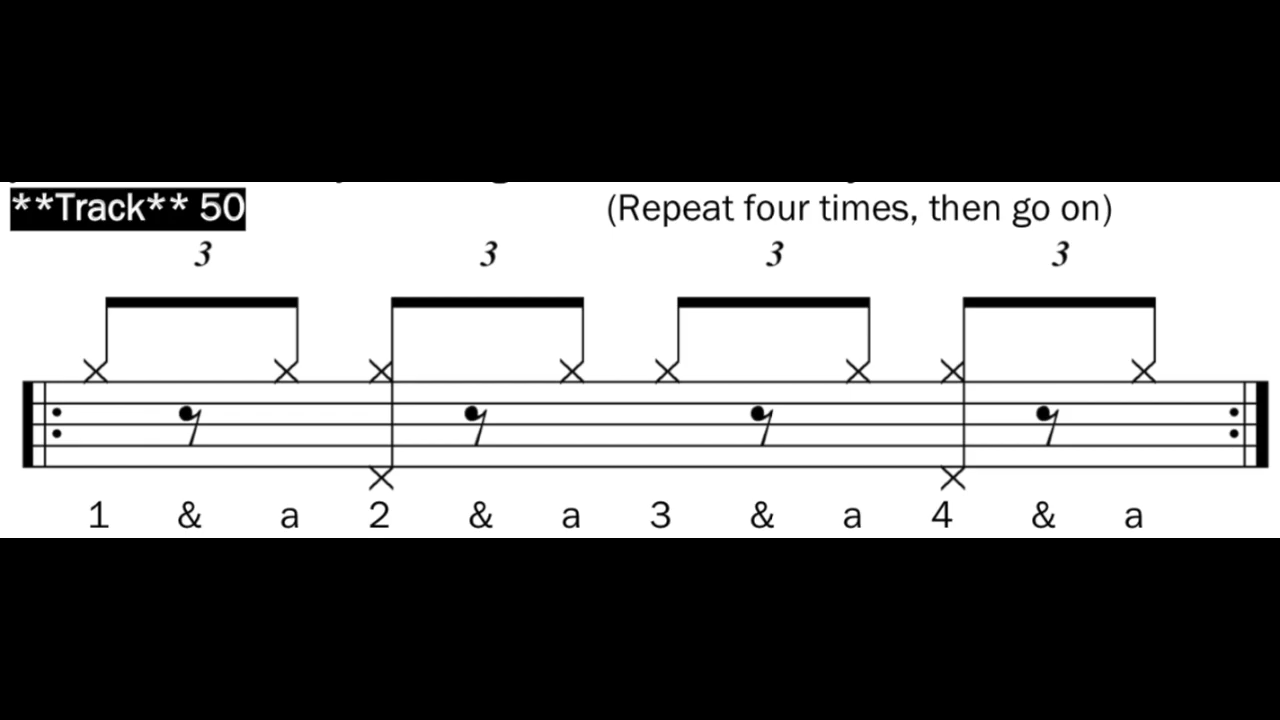 **Track** 50 (Repeat four times, then go on)
3 3 3 3
1 & a 2 & a 3 & a 4 & a